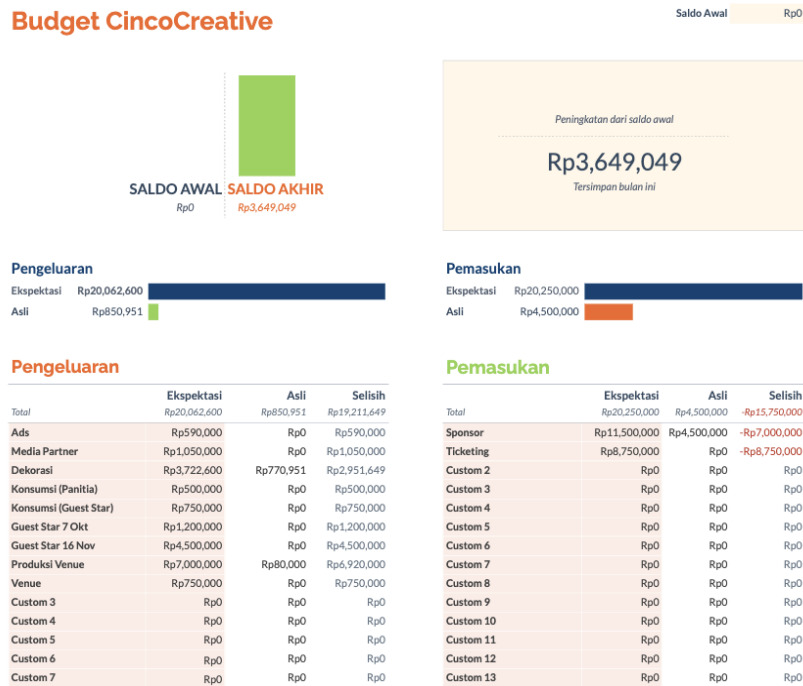 Budget CincoCreative
Saldo Awal Rp0
Peningkatan dari saldo awal
Rp3,649,049
Tersimpan bulan ini
SALDO AWAL SALDO AKHIR
Rp0 Rp3,649,049
Pengeluaran
Ekspektasi Rp20,062,600
Asli Rp850,951
Pemasukan
Ekspektasi Rp20,250,000
Asli Rp4,500,000
Pengeluaran
Ekspektasi Asli Selisih
Total Rp20,062,600 Rp850,951 Rp19,211,649
Ads Rp590,000 Rp0 Rp590,000
Media Partner Rp1,050,000 Rp0 Rp1,050,000
Dekorasi Rp3,722,600 Rp770,951 Rp2,951,649
Konsumsi (Panitia) Rp500,000 Rp0 Rp500,000
Konsumsi (Guest Star) Rp750,000 Rp0 Rp750,000
Guest Star 7 Okt Rp1,200,000 Rp0 Rp1,200,000
Guest Star 16 Nov Rp4,500,000 Rp0 Rp4,500,000
Produksi Venue Rp7,000,000 Rp80,000 Rp6,920,000
Venue Rp750,000 Rp0 Rp750,000
Custom 3 Rp0 Rp0 Rp0
Custom 4 Rp0 Rp0 Rp0
Custom 5 Rp0 Rp0 Rp0
Custom 6 Rp0 Rp0 Rp0
Custom 7 Rp0 Rp0 Rp0
Pemasukan
Ekspektasi Asli Selisih
Total Rp20,250,000 Rp4,500,000 -Rp15,750,000
Sponsor Rp11,500,000 Rp4,500,000 -Rp7,000,000
Ticketing Rp8,750,000 Rp0 -Rp8,750,000
Custom 2 Rp0 Rp0 Rp0
Custom 3 Rp0 Rp0 Rp0
Custom 4 Rp0 Rp0 Rp0
Custom 5 Rp0 Rp0 Rp0
Custom 6 Rp0 Rp0 Rp0
Custom 7 Rp0 Rp0 Rp0
Custom 8 Rp0 Rp0 Rp0
Custom 9 Rp0 Rp0 Rp0
Custom 10 Rp0 Rp0 Rp0
Custom 11 Rp0 Rp0 Rp0
Custom 12 Rp0 Rp0 Rp0
Custom 13 Rp0 Rp0 Rp0